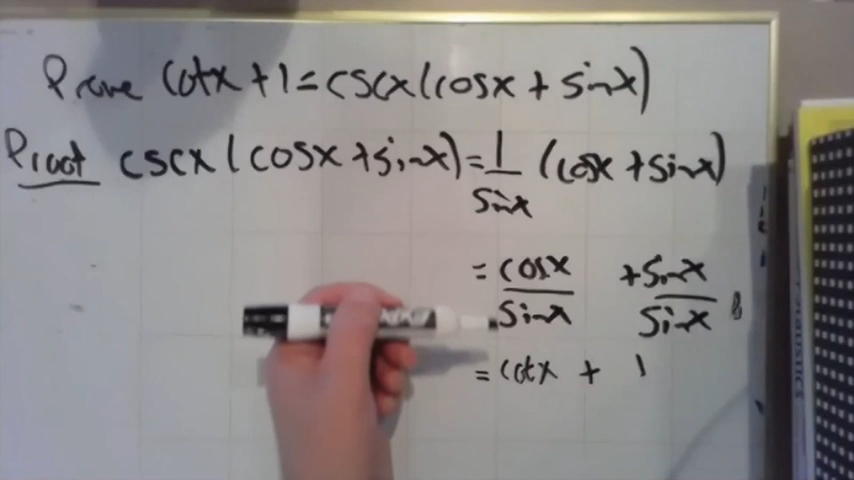 Prove cotx + 1 = cscx(cosx + sinx)
Proof cscx(cosx + sinx) = 1/sinx (cosx + sinx)
= cosx/sinx + sinx/sinx
= cotx + 1
EXPO